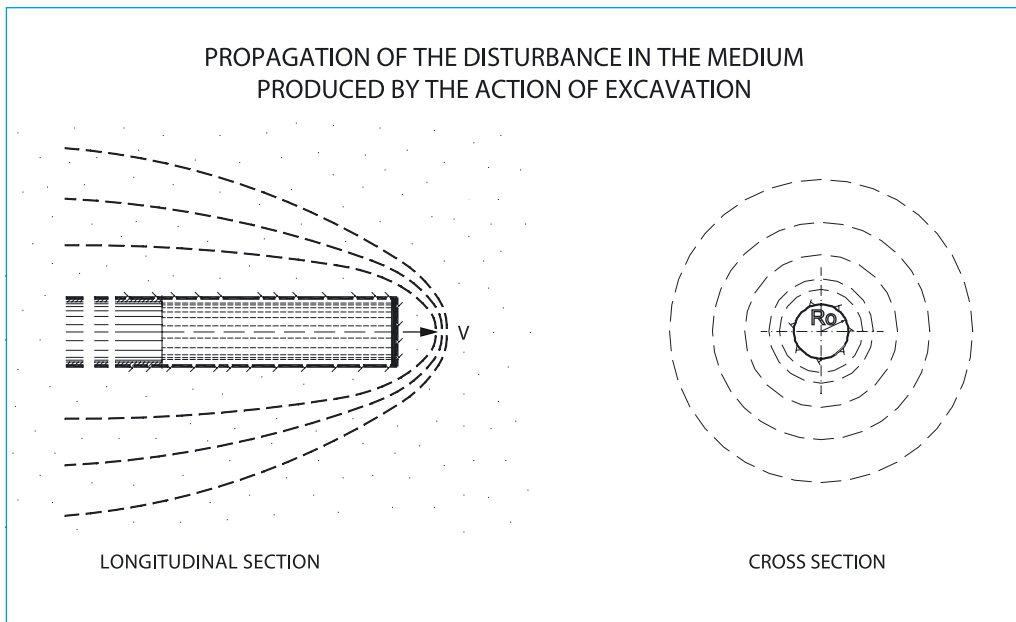 PROPAGATION OF THE DISTURBANCE IN THE MEDIUM
PRODUCED BY THE ACTION OF EXCAVATION
V
Ro
LONGITUDINAL SECTION
CROSS SECTION